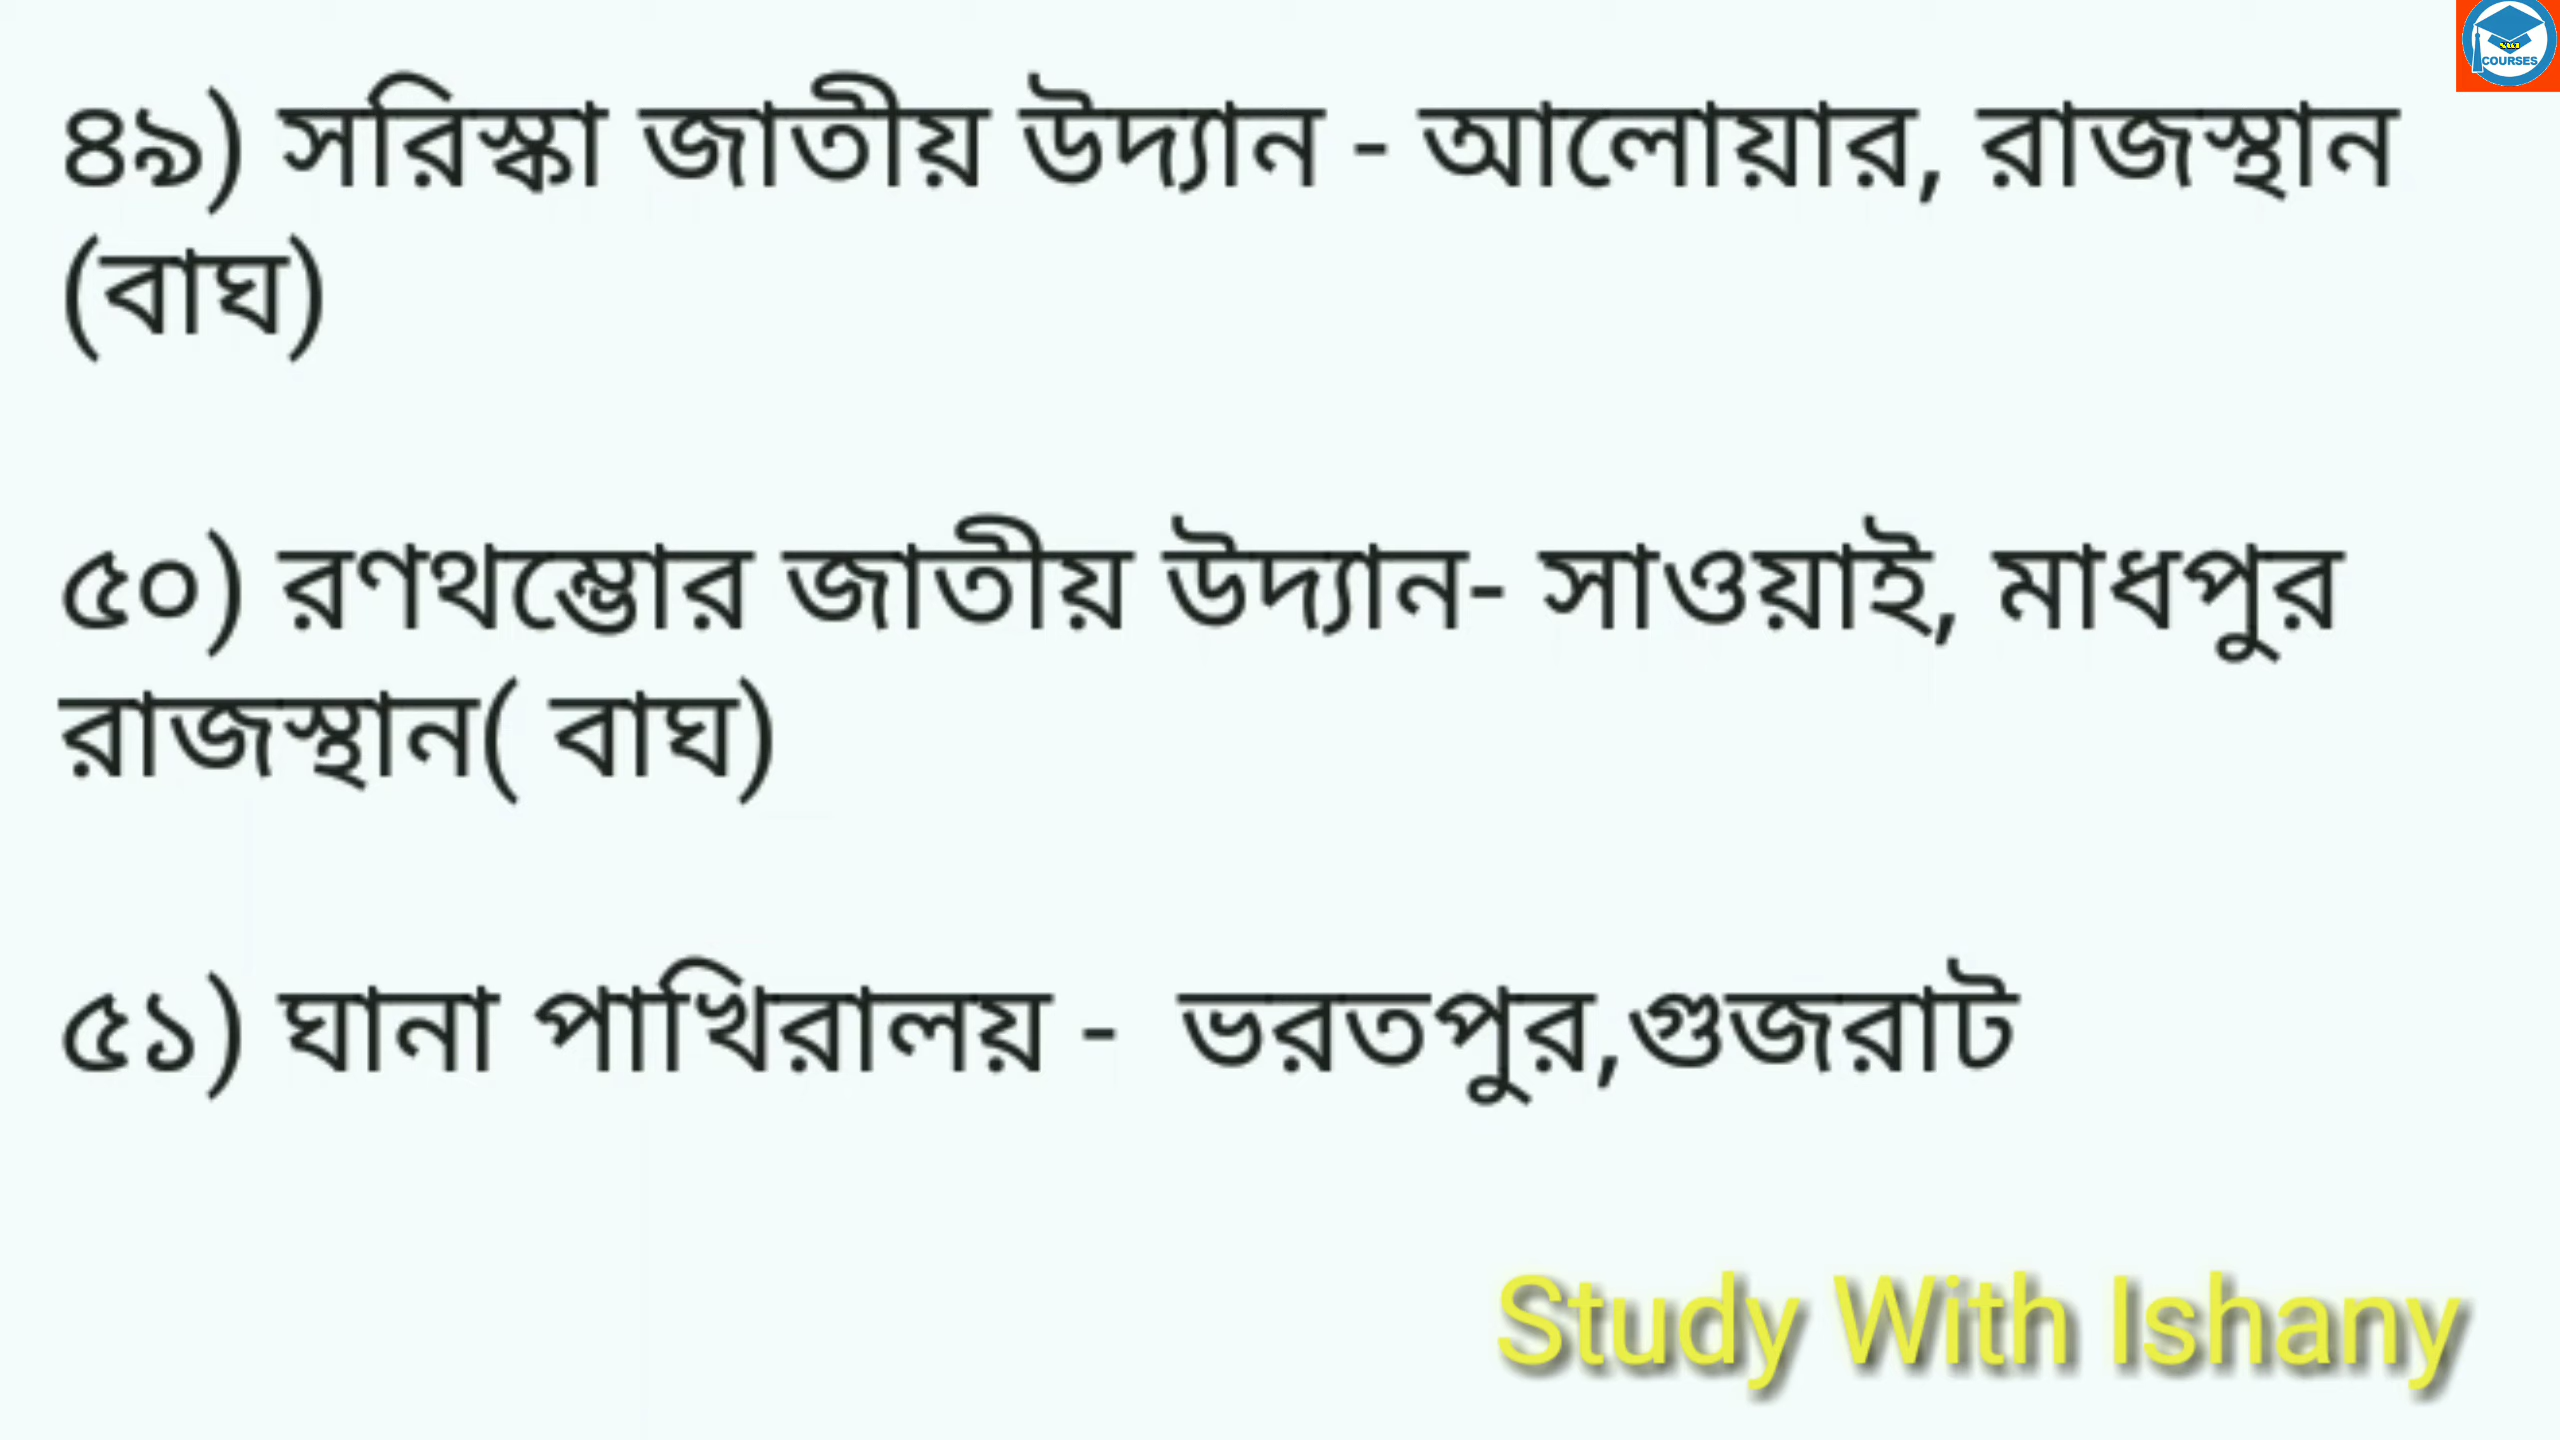 COURSES
৪৯) সরিস্কা জাতীয় উদ্যান - আলোয়ার, রাজস্থান
(বাঘ)
৫০) রণথম্ভোর জাতীয় উদ্যান- সাওয়াই, মাধপুর
রাজস্থান( বাঘ)
৫১) ঘানা পাখিরালয় - ভরতপুর,গুজরাট
Study With Ishany